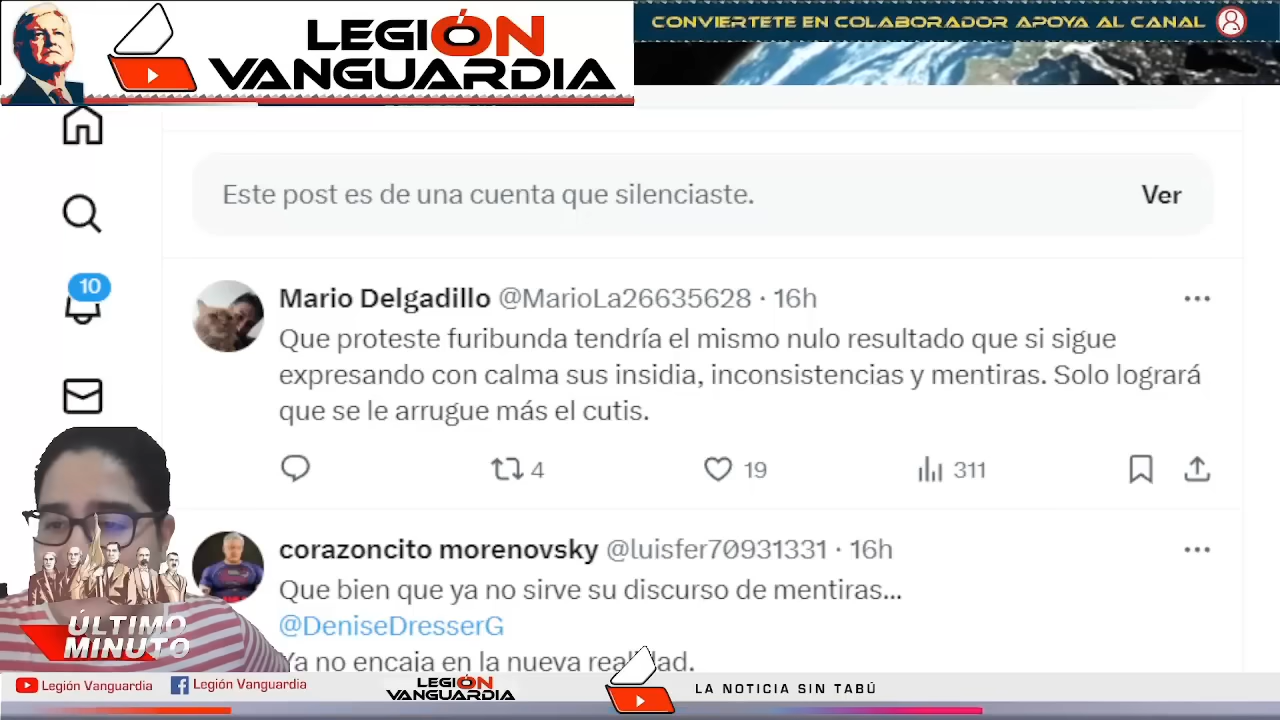 LEGIÓN
VANGUARDIA
CONVIERTETE EN COLABORADOR APOYA AL CANAL
Este post es de una cuenta que silenciaste.
Ver
10
Mario Delgadillo @MarioLa26635628 · 16h
Que proteste furibunda tendría el mismo nulo resultado que si sigue
expresando con calma sus insidia, inconsistencias y mentiras. Solo logrará
que se le arrugue más el cutis.
4
19
311
corazoncito morenovsky @luisfer70931331 · 16h
Que bien que ya no sirve su discurso de mentiras...
@DeniseDresserG
Ya no encaja en la nueva realidad.
ÚLTIMO
MINUTO
Legión Vanguardia
Legión Vanguardia
LEGIÓN
VANGUARDIA
LA NOTICIA SIN TABÚ